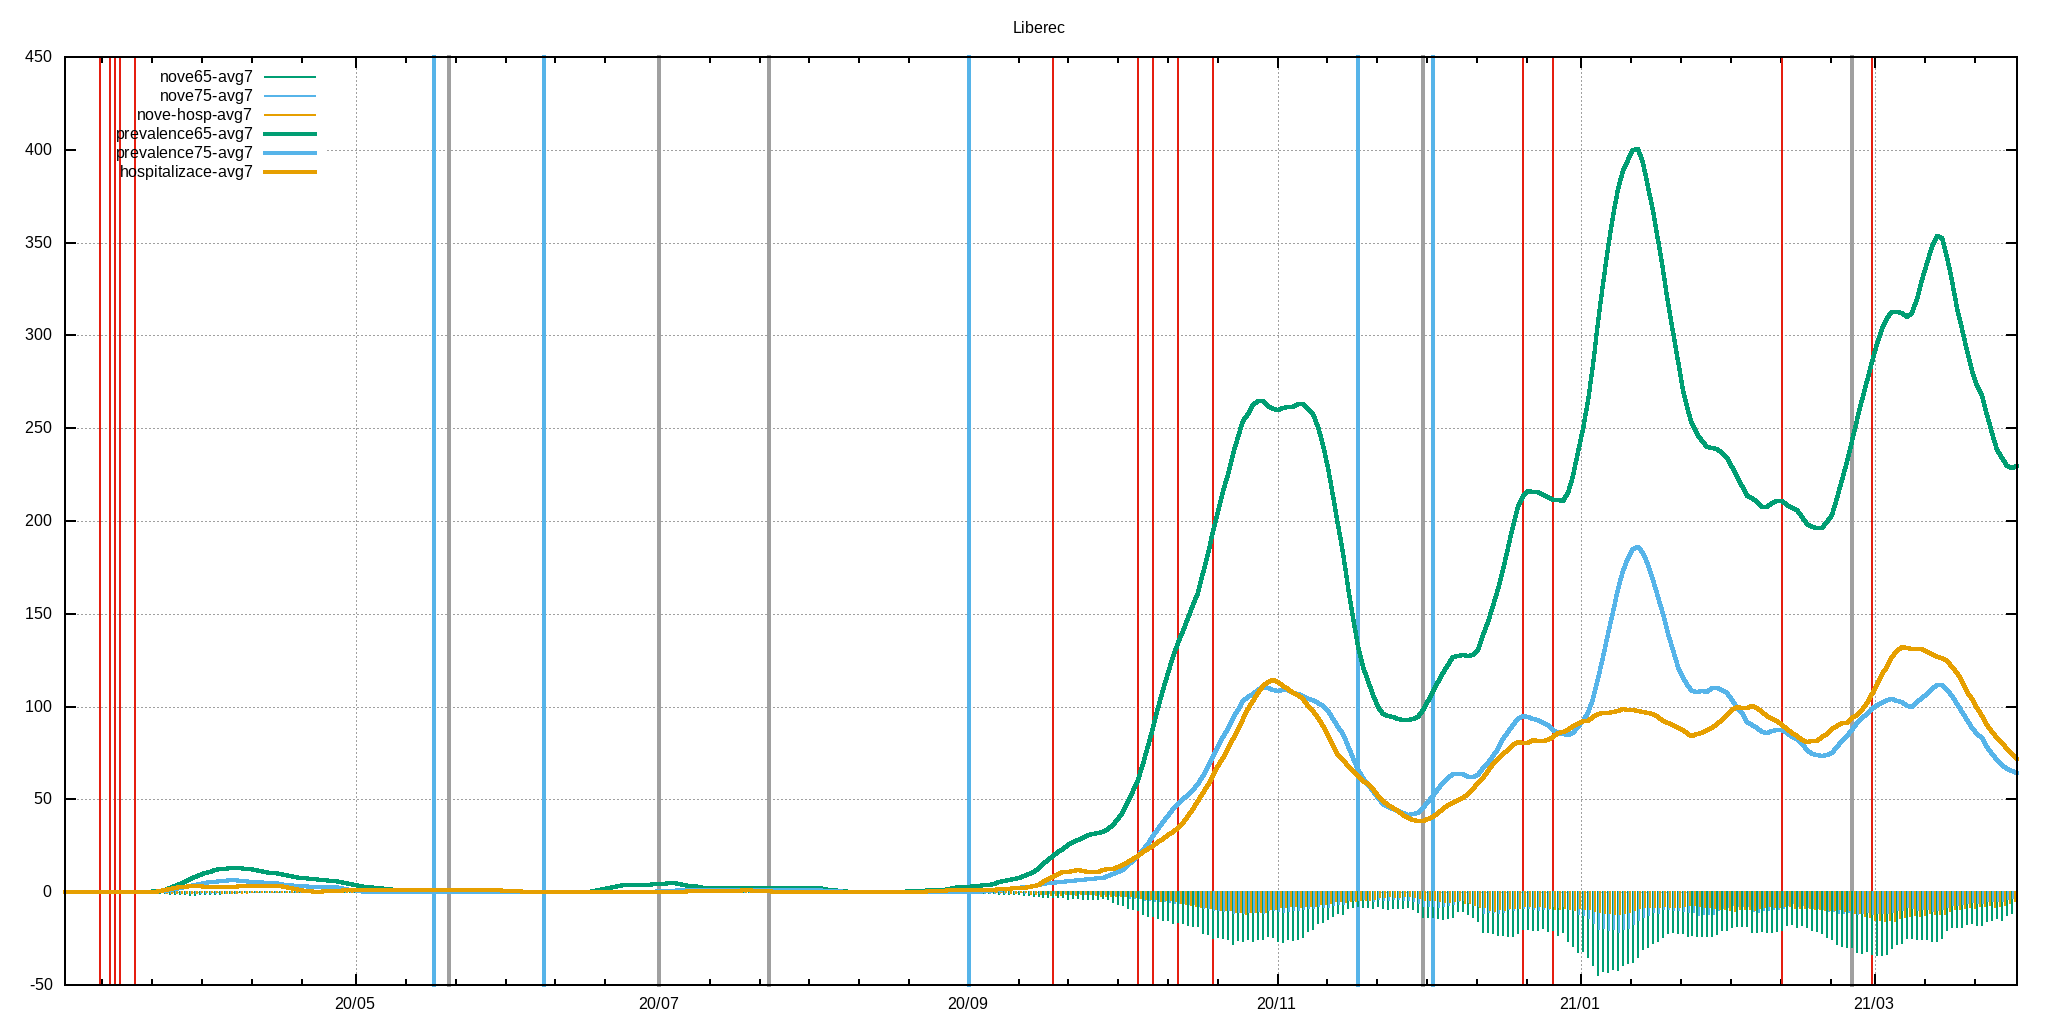 Liberec
450
400
350
300
250
200
150
100
50
0
-50
nove65-avg7
nove75-avg7
nove-hosp-avg7
prevalence65-avg7
prevalence75-avg7
hospitalizace-avg7
20/05
20/07
20/09
20/11
21/01
21/03